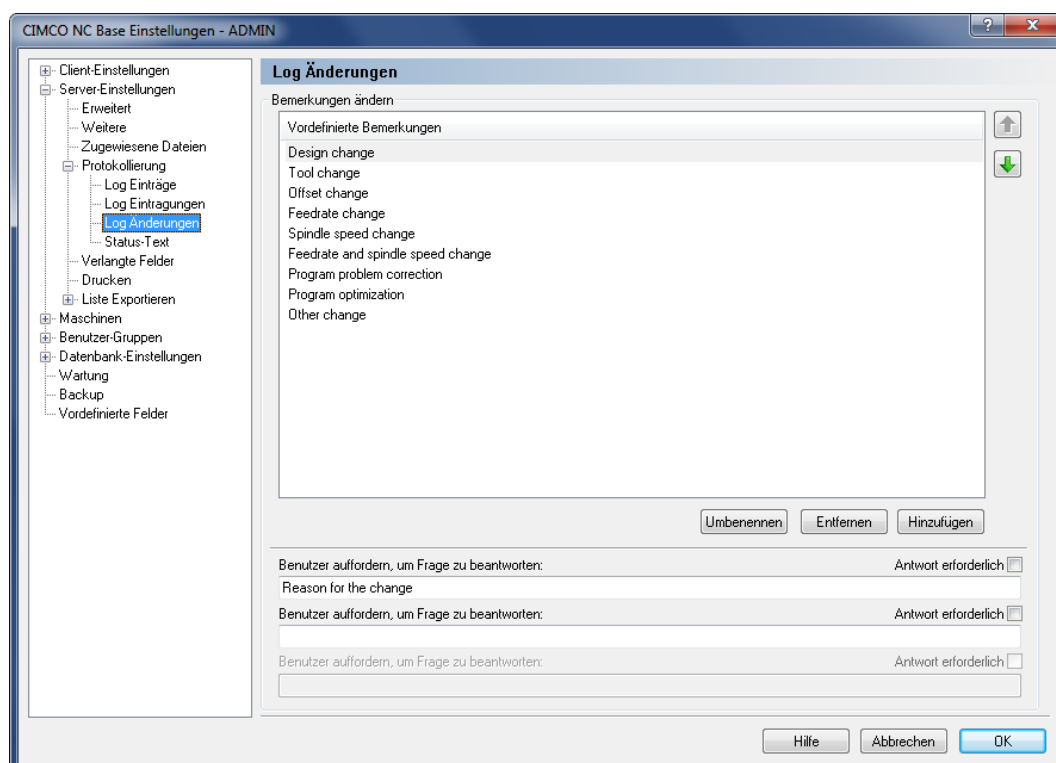 CIMCO NC Base Einstellungen - ADMIN
Client-Einstellungen
Server-Einstellungen
Erweitert
Weitere
Zugewiesene Dateien
Protokollierung
Log Einträge
Log Eintragungen
Log Änderungen
Status-Text
Verlangte Felder
Drucken
Liste Exportieren
Maschinen
Benutzer-Gruppen
Datenbank-Einstellungen
Wartung
Backup
Vordefinierte Felder
Log Änderungen
Bemerkungen ändern
Vordefinierte Bemerkungen
Design change
Tool change
Offset change
Feedrate change
Spindle speed change
Feedrate and spindle speed change
Program problem correction
Program optimization
Other change
Umbenennen Entfernen Hinzufügen
Benutzer auffordern, um Frage zu beantworten: Antwort erforderlich
Reason for the change
Benutzer auffordern, um Frage zu beantworten: Antwort erforderlich
Benutzer auffordern, um Frage zu beantworten: Antwort erforderlich
Hilfe Abbrechen OK